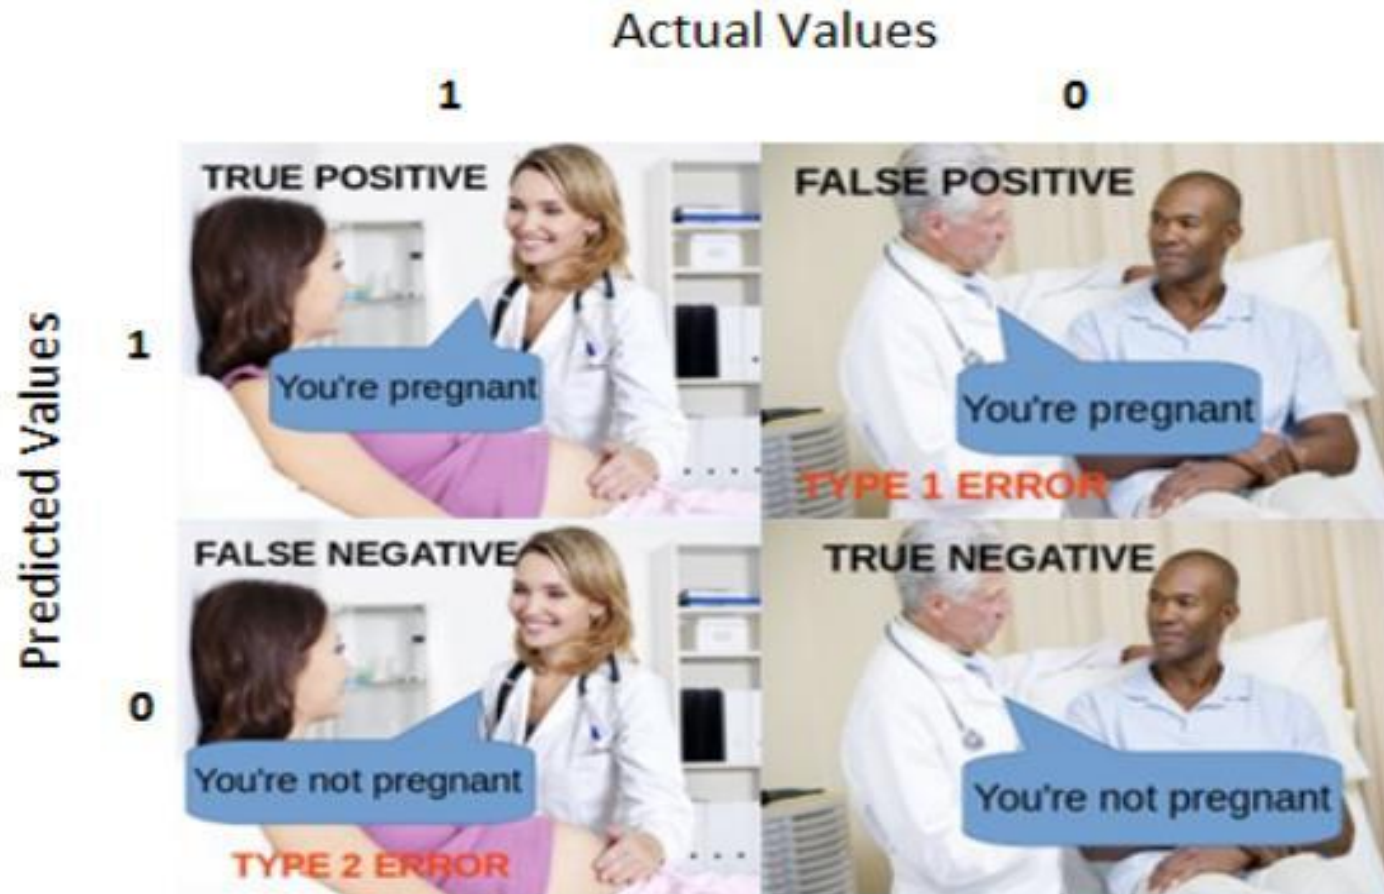 Actual Values
1
0
Predicted Values
1
TRUE POSITIVE
You're pregnant
FALSE POSITIVE
You're pregnant
TYPE 1 ERROR
0
FALSE NEGATIVE
You're not pregnant
TYPE 2 ERROR
TRUE NEGATIVE
You're not pregnant